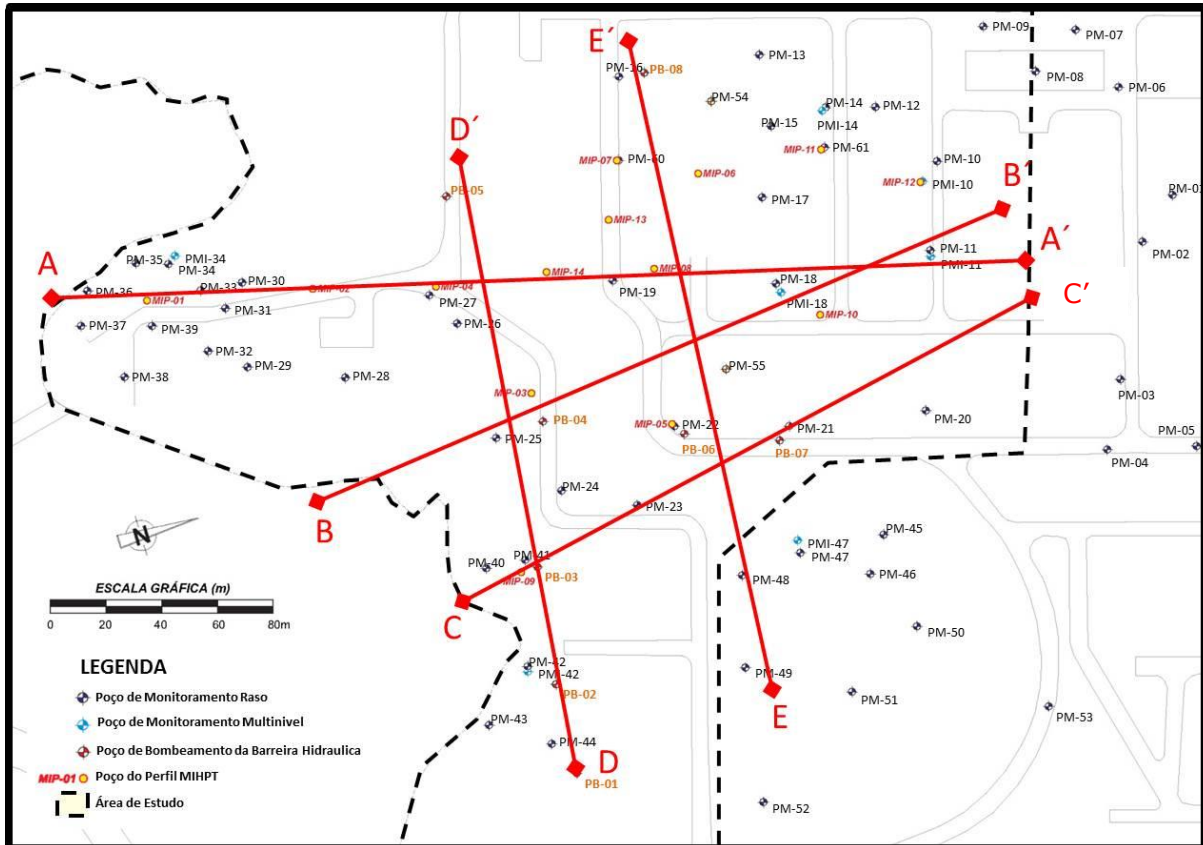 PM-09
PM-07
E´
PM-13
PM-16
PB-08
PM-08
PM-06
PM-54
PM-14
PM-12
PMI-14
PM-15
D´
MIP-11
PM-61
MIP-07
PM-60
PM-10
MIP-06
MIP-12
PMI-10
B´
PB-05
PM-17
MIP-13
PM-02
PM-11
PMI-11
A´
A
PM-35
PMI-34
PM-34
MIP-14
MIP-08
PM-36
PM-33
PM-30
MIP-02
MIP-04
PM-27
PM-19
PM-18
PMI-18
C´
MIP-01
PM-31
MIP-10
PM-37
PM-39
PM-26
PM-32
PM-29
PM-28
PM-38
PM-55
PM-03
MIP-03
PB-04
PM-20
PM-25
MIP-05
PM-22
PB-06
PM-21
PB-07
PM-05
PM-04
B
PM-24
PM-23
N
PMI-47
PM-47
PM-45
PM-41
PM-40
PB-03
MIP-09
PM-48
PM-46
ESCALA GRÁFICA (m)
0 20 40 60 80m
C
PM-50
LEGENDA
PM-42
PMI-42
PB-02
PM-49
E
PM-51
PM-53
Poço de Monitoramento Raso
Poço de Monitoramento Multinivel
PM-43
PM-44
Poço de Bombeamento da Barreira Hidraulica
D
PB-01
MIP-01 Poço do Perfil MIHPT
Área de Estudo
PM-52